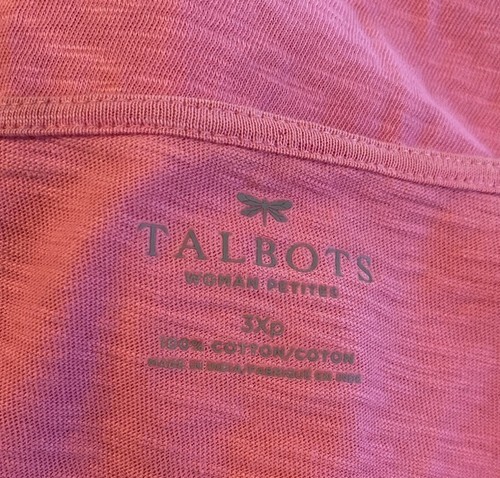 TALBOTS
WOMAN PETITES
3Xp
100% COTTON/COTON
MADE IN INDIA/FABRIQUÉ EN INDE